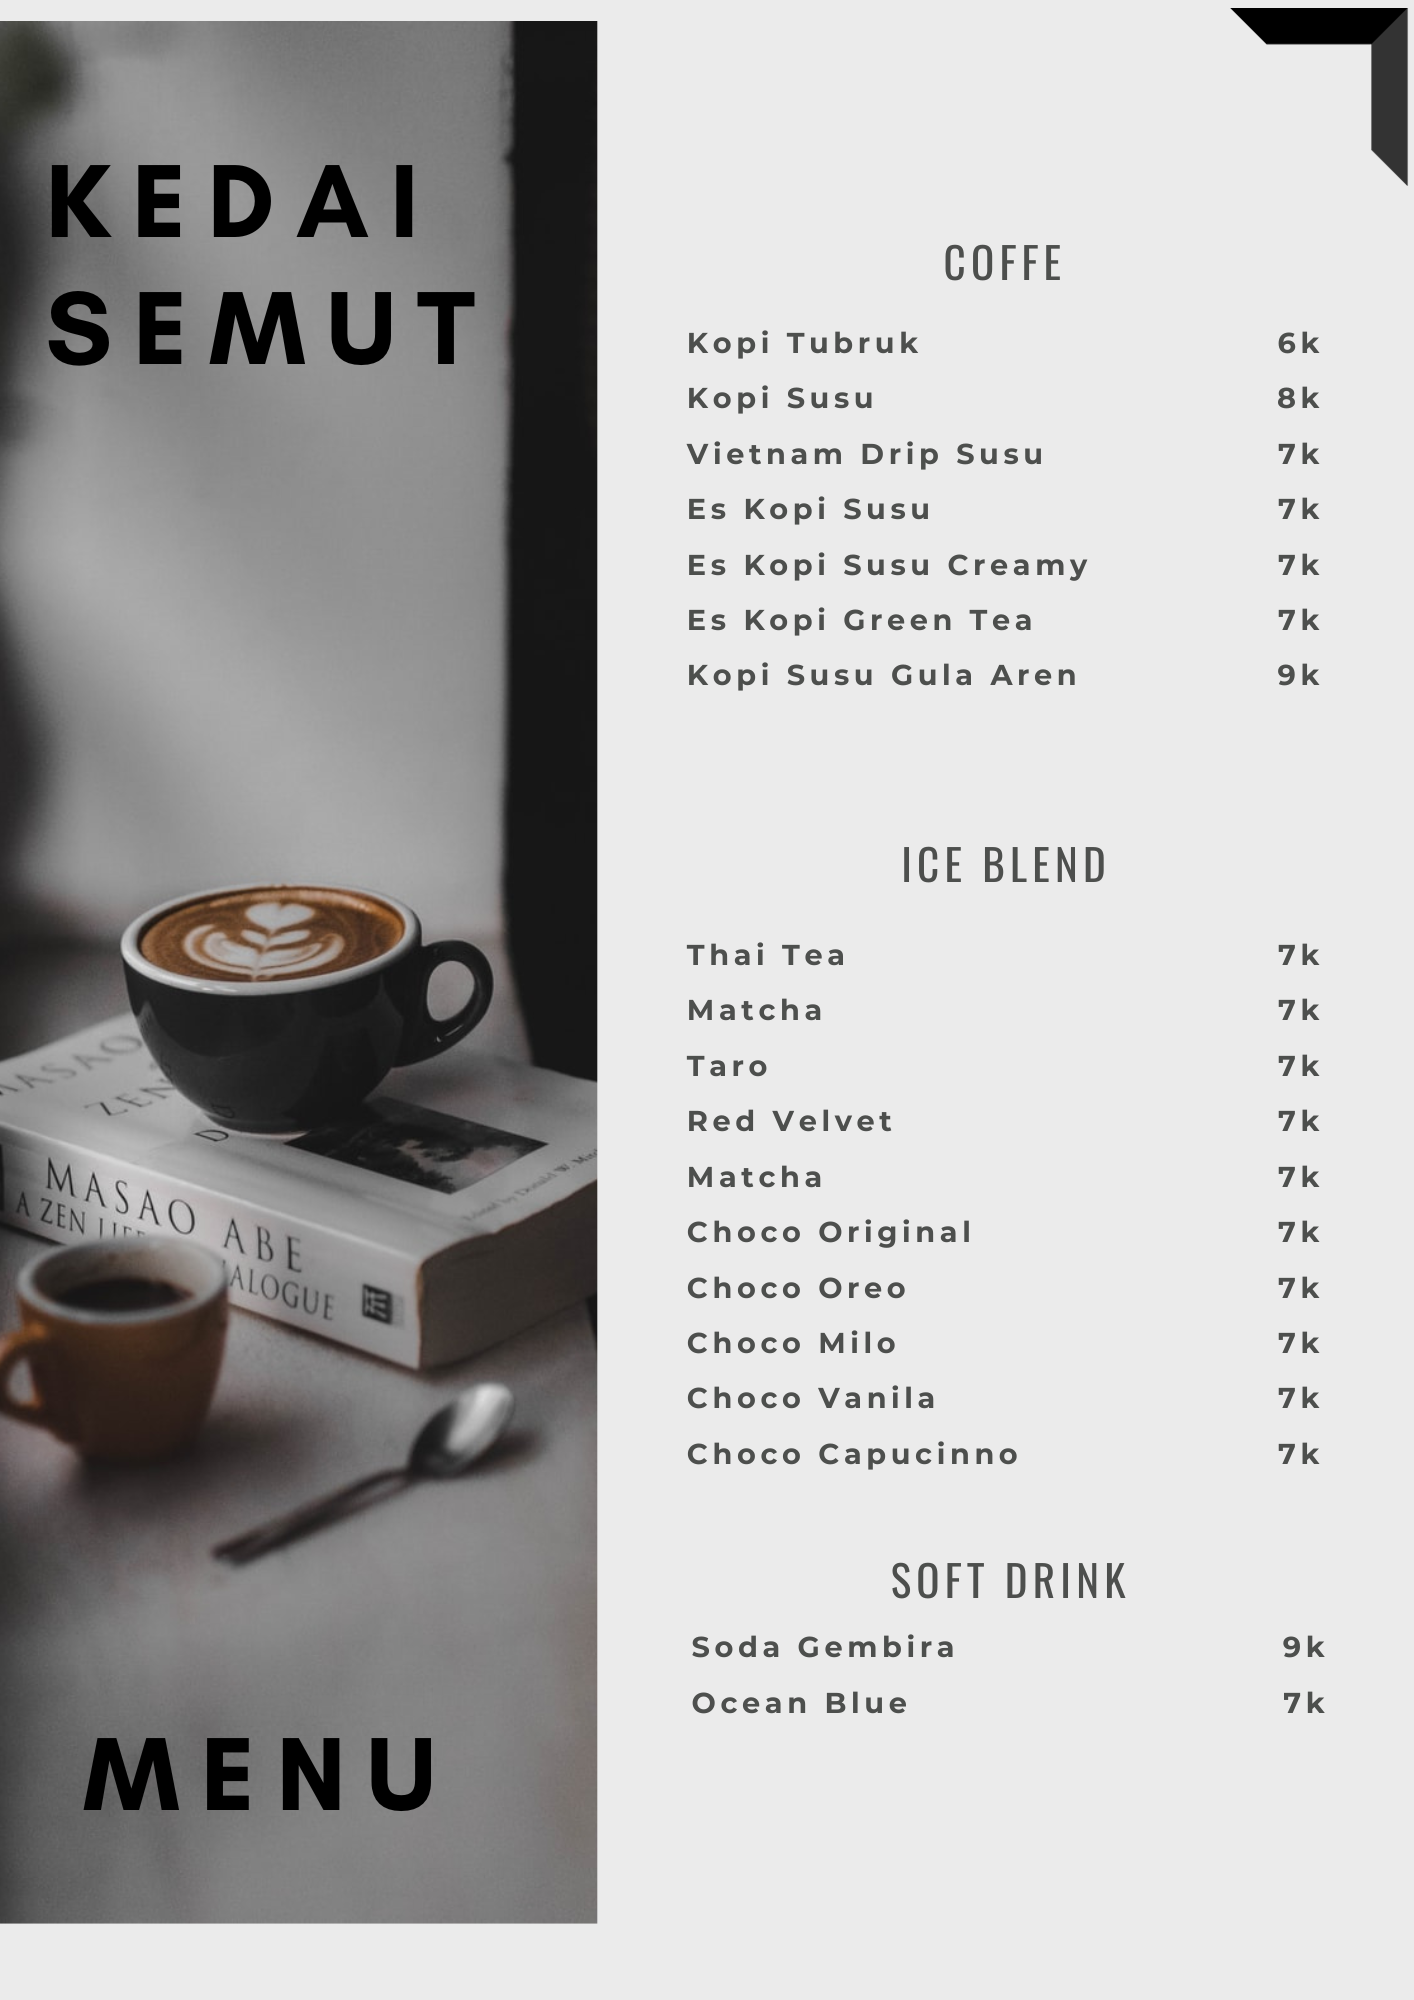 KEDAI
SEMUT
COFFE
Kopi Tubruk 6k
Kopi Susu 8k
Vietnam Drip Susu 7k
Es Kopi Susu 7k
Es Kopi Susu Creamy 7k
Es Kopi Green Tea 7k
Kopi Susu Gula Aren 9k
ICE BLEND
Thai Tea 7k
Matcha 7k
Taro 7k
Red Velvet 7k
Matcha 7k
Choco Original 7k
Choco Oreo 7k
Choco Milo 7k
Choco Vanila 7k
Choco Capucinno 7k
SOFT DRINK
Soda Gembira 9k
Ocean Blue 7k
MASAO
ZEN
MASAO ABE
A ZEN
MENU